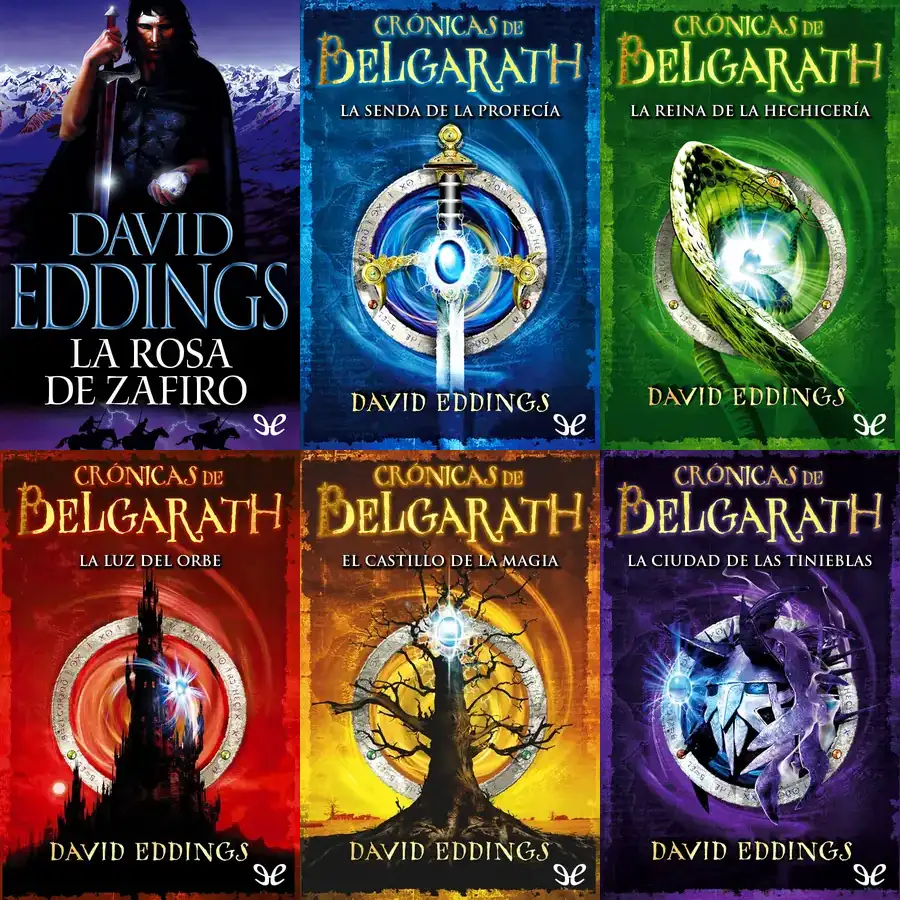 DAVID
EDDINGS
LA ROSA
DE ZAFIRO
CRÓNICAS DE
BELGARATH
LA SENDA DE LA PROFECÍA
DAVID EDDINGS
CRÓNICAS DE
BELGARATH
LA REINA DE LA HECHICERÍA
DAVID EDDINGS
CRÓNICAS DE
BELGARATH
LA LUZ DEL ORBE
DAVID EDDINGS
CRÓNICAS DE
BELGARATH
EL CASTILLO DE LA MAGIA
DAVID EDDINGS
CRÓNICAS DE
BELGARATH
LA CIUDAD DE LAS TINIEBLAS
DAVID EDDINGS